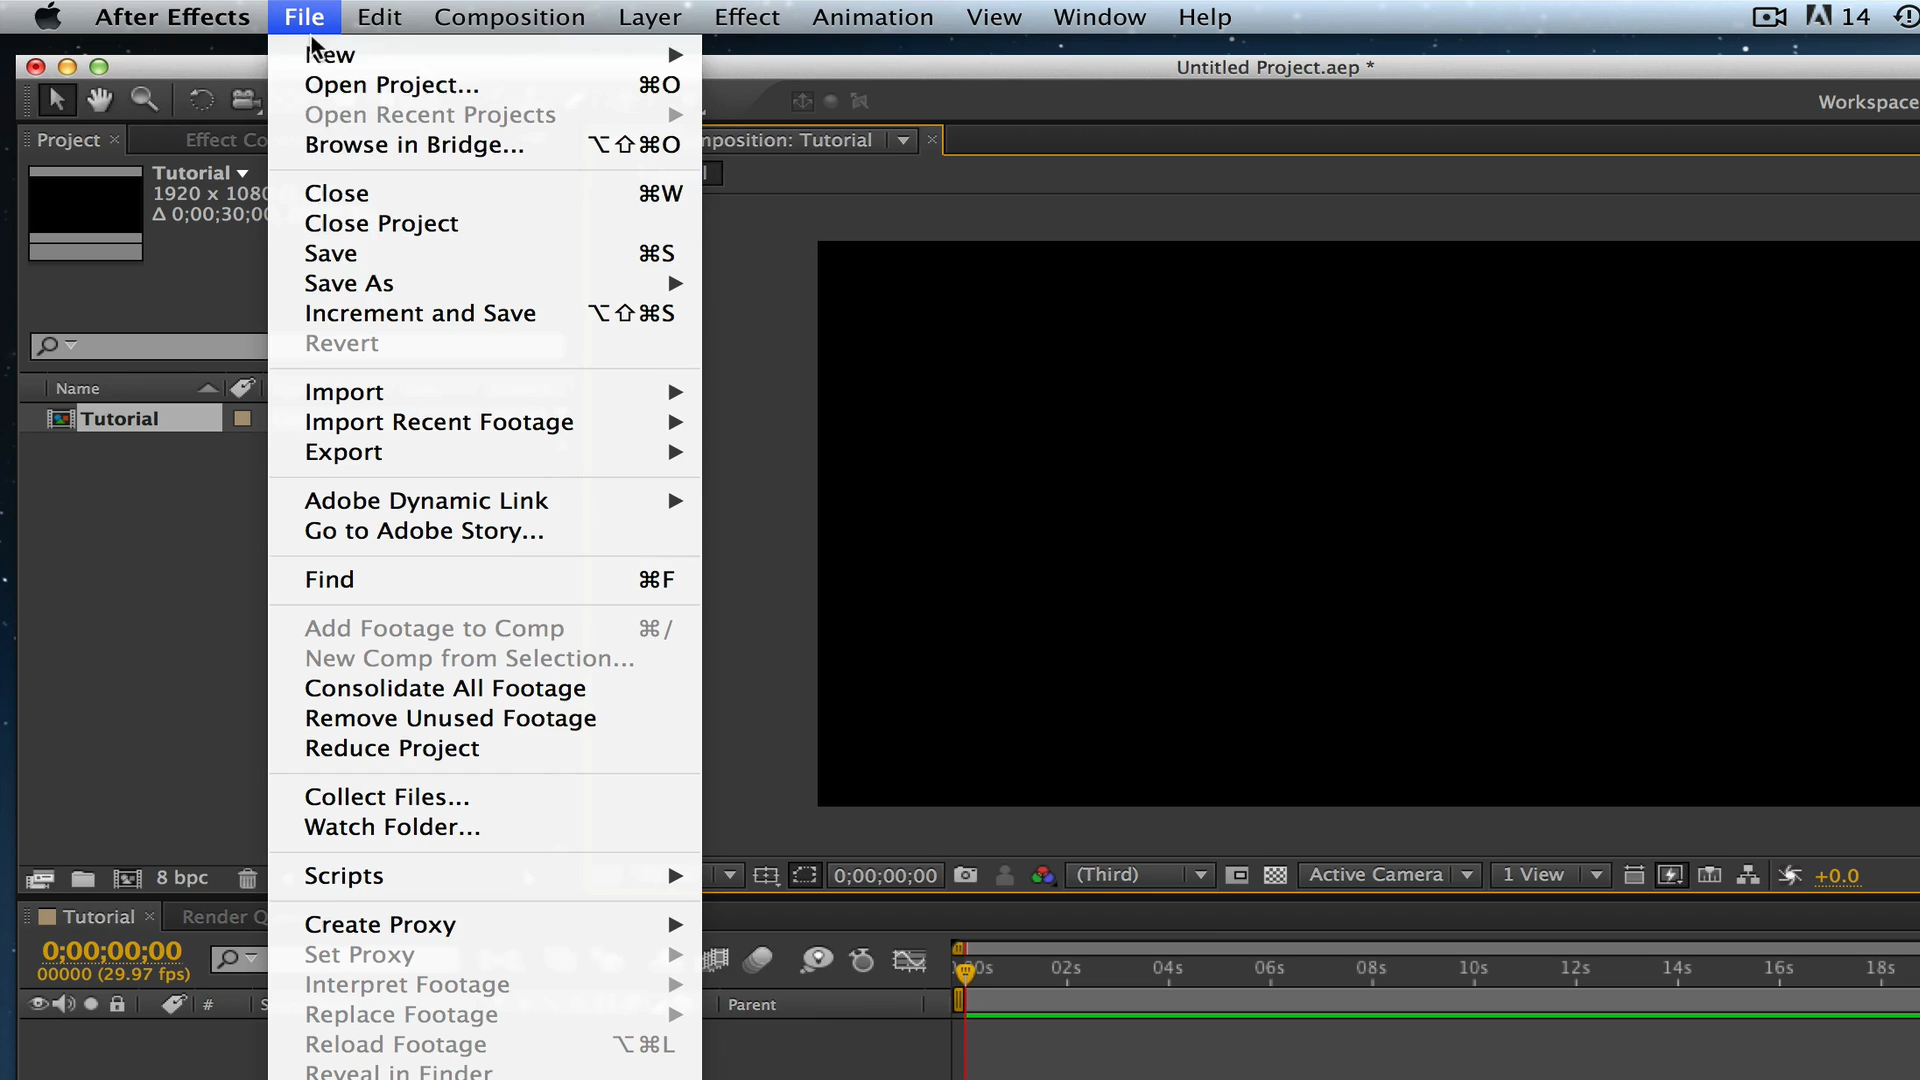 After Effects File Edit Composition Layer Effect Animation View Window Help 14
Untitled Project.aep *
New
Open Project... ⌘O
Open Recent Projects
Browse in Bridge... ⌥⇧⌘O
Close ⌘W
Close Project
Save ⌘S
Save As
Increment and Save ⌥⇧⌘S
Revert
Import
Import Recent Footage
Export
Adobe Dynamic Link
Go to Adobe Story...
Find ⌘F
Add Footage to Comp ⌘/
New Comp from Selection...
Consolidate All Footage
Remove Unused Footage
Reduce Project
Collect Files...
Watch Folder...
Scripts
Create Proxy
Set Proxy
Interpret Footage
Replace Footage
Reload Footage ⌥⌘L
Reveal in Finder
Workspace
Project × Effect Co
mposition: Tutorial
Tutorial
1920 x 1080
Δ 0;00;30;00
Name
Tutorial
8 bpc
0;00;00;00 (Third) Active Camera 1 View +0.0
Tutorial × Render Q
0;00;00;00
00000 (29.97 fps)
# S Parent
00s 02s 04s 06s 08s 10s 12s 14s 16s 18s